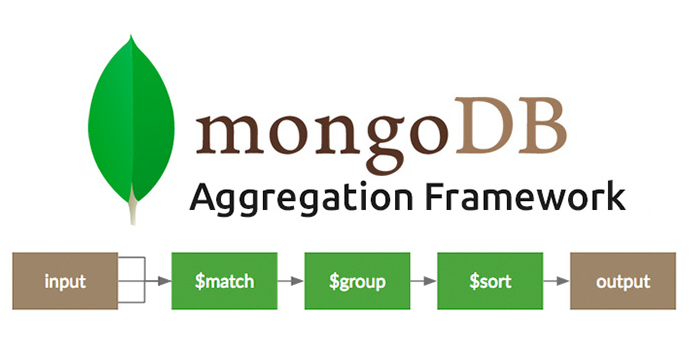 mongoDB
Aggregation Framework
input
$match
$group
$sort
output